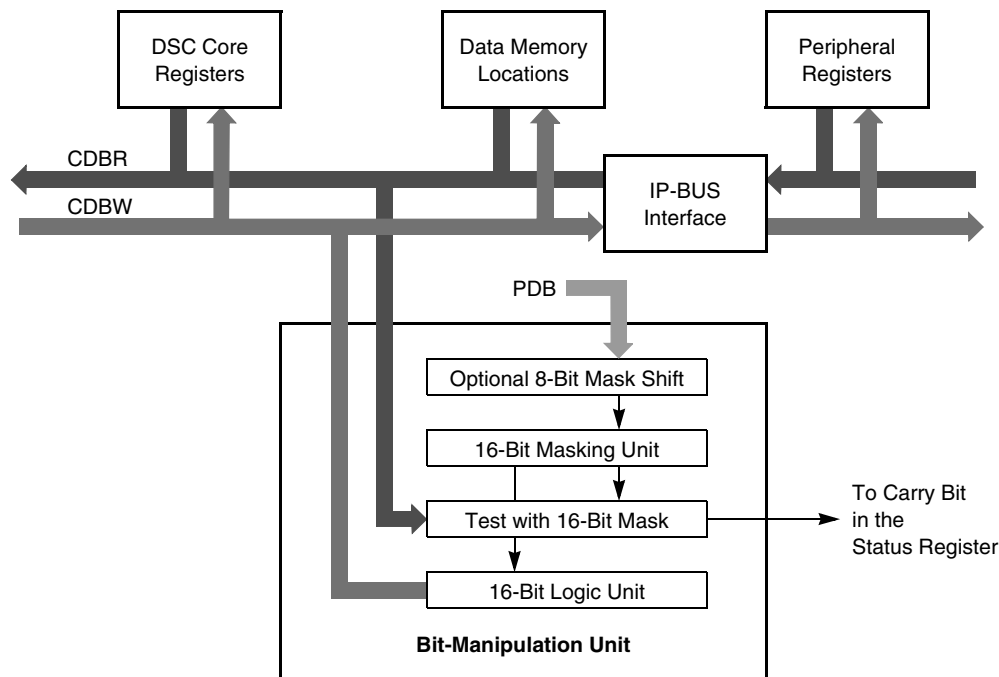 DSC Core
Registers
Data Memory
Locations
Peripheral
Registers
CDBR
CDBW
IP-BUS
Interface
PDB
Optional 8-Bit Mask Shift
16-Bit Masking Unit
Test with 16-Bit Mask
To Carry Bit
in the
Status Register
16-Bit Logic Unit
Bit-Manipulation Unit